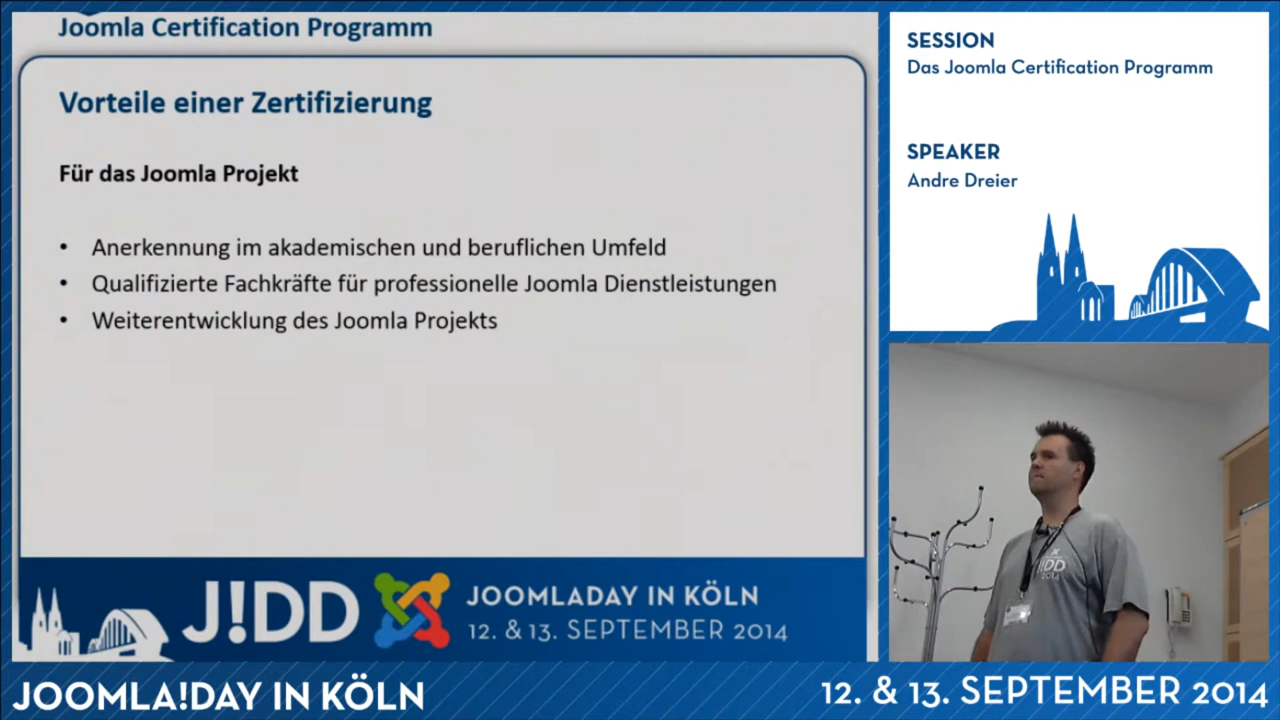 Joomla Certification Programm
Vorteile einer Zertifizierung
Für das Joomla Projekt
• Anerkennung im akademischen und beruflichen Umfeld
• Qualifizierte Fachkräfte für professionelle Joomla Dienstleistungen
• Weiterentwicklung des Joomla Projekts
J!DD
JOOMLADAY IN KÖLN
12. & 13. SEPTEMBER 2014
SESSION
Das Joomla Certification Programm
SPEAKER
Andre Dreier
J!DD
2014
JOOMLA!DAY IN KÖLN
12. & 13. SEPTEMBER 2014